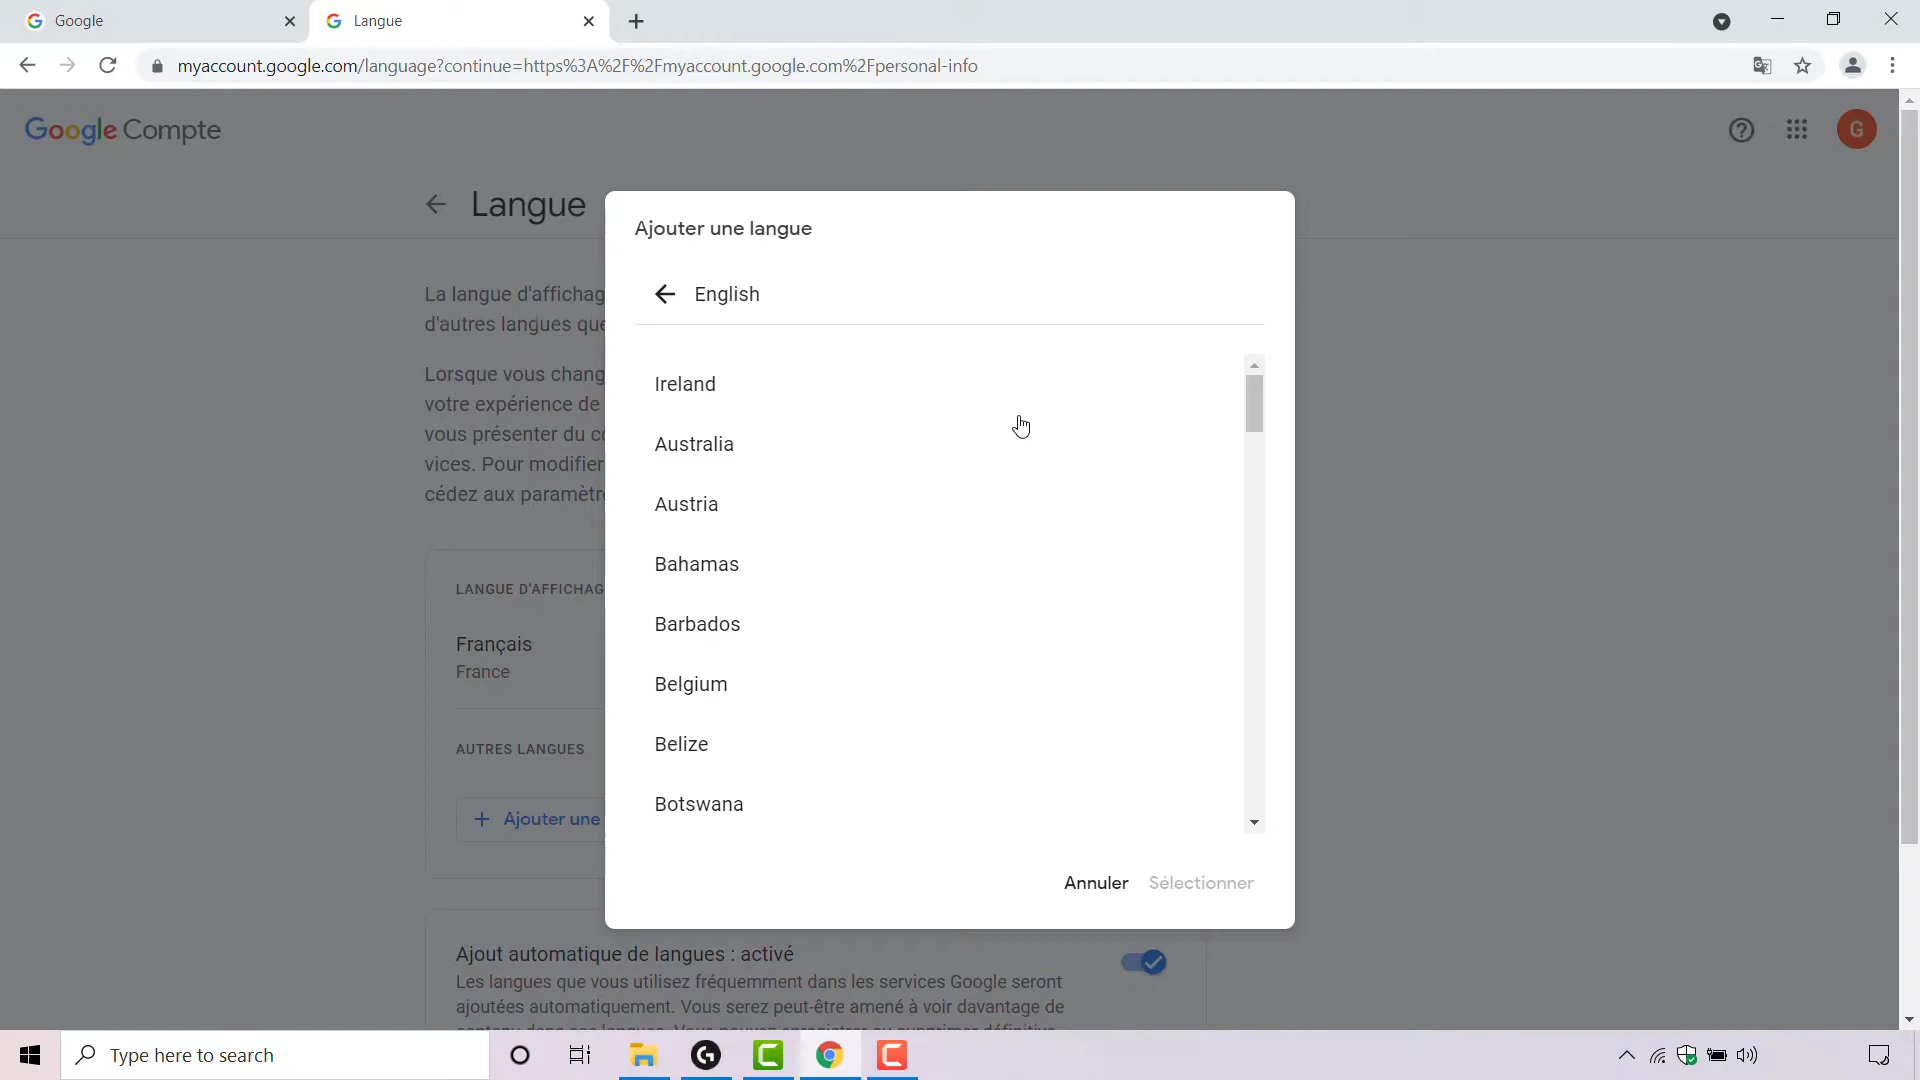 Google
Langue
myaccount.google.com/language?continue=https%3A%2F%2Fmyaccount.google.com%2Fpersonal-info
Google Compte
G
Langue
La langue d'affichag
d'autres langues que
Lorsque vous chang
votre expérience de
vous présenter du co
vices. Pour modifier
cédez aux paramètre
LANGUE D'AFFICHAG
Français
France
AUTRES LANGUES
+ Ajouter une
Ajouter une langue
English
Ireland
Australia
Austria
Bahamas
Barbados
Belgium
Belize
Botswana
Annuler
Sélectionner
Ajout automatique de langues : activé
Les langues que vous utilisez fréquemment dans les services Google seront
ajoutées automatiquement. Vous serez peut-être amené à voir davantage de
Type here to search